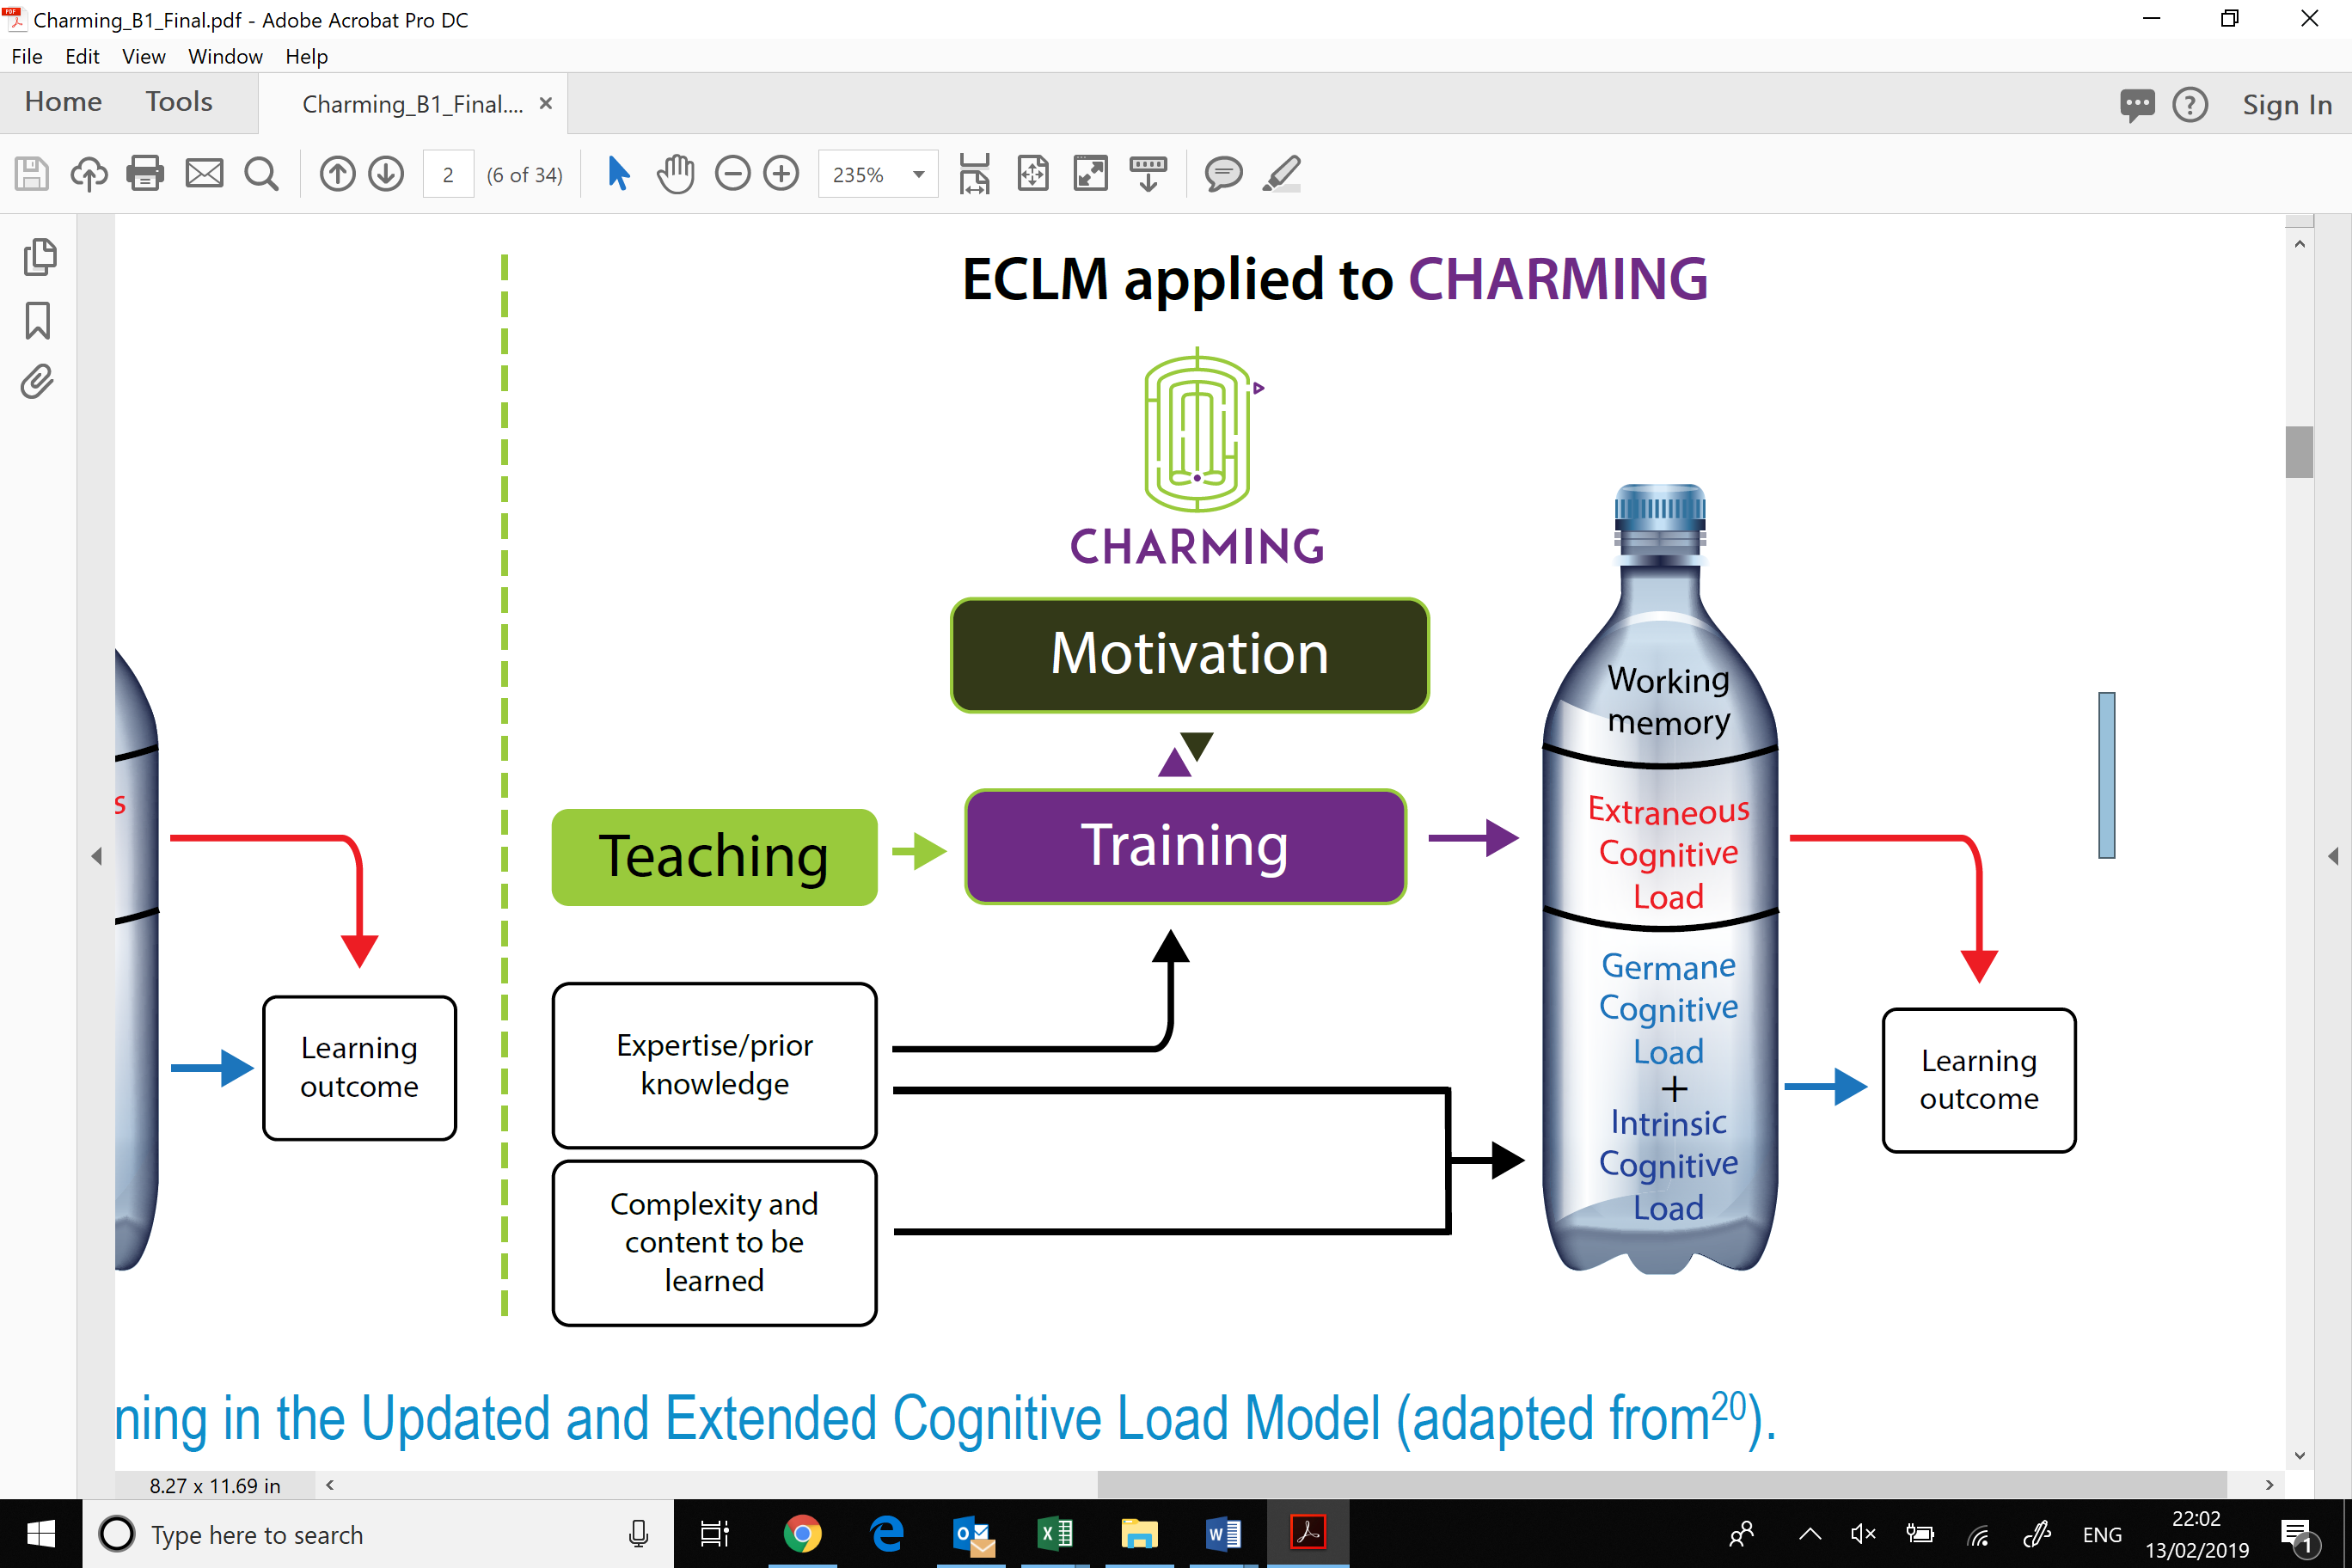 Charming_B1_Final.pdf - Adobe Acrobat Pro DC
File Edit View Window Help
Home Tools Charming_B1_Final.... × Sign In
2 (6 of 34) 235%
ECLM applied to CHARMING
CHARMING
Motivation
Working
memory
s
Extraneous
Cognitive
Load
Teaching
Training
Germane
Cognitive
Load
+
Intrinsic
Cognitive
Load
Learning
outcome
Expertise/prior
knowledge
Learning
outcome
Complexity and
content to be
learned
ning in the Updated and Extended Cognitive Load Model (adapted from20).
8.27 x 11.69 in
Type here to search
ENG
22:02
13/02/2019
1